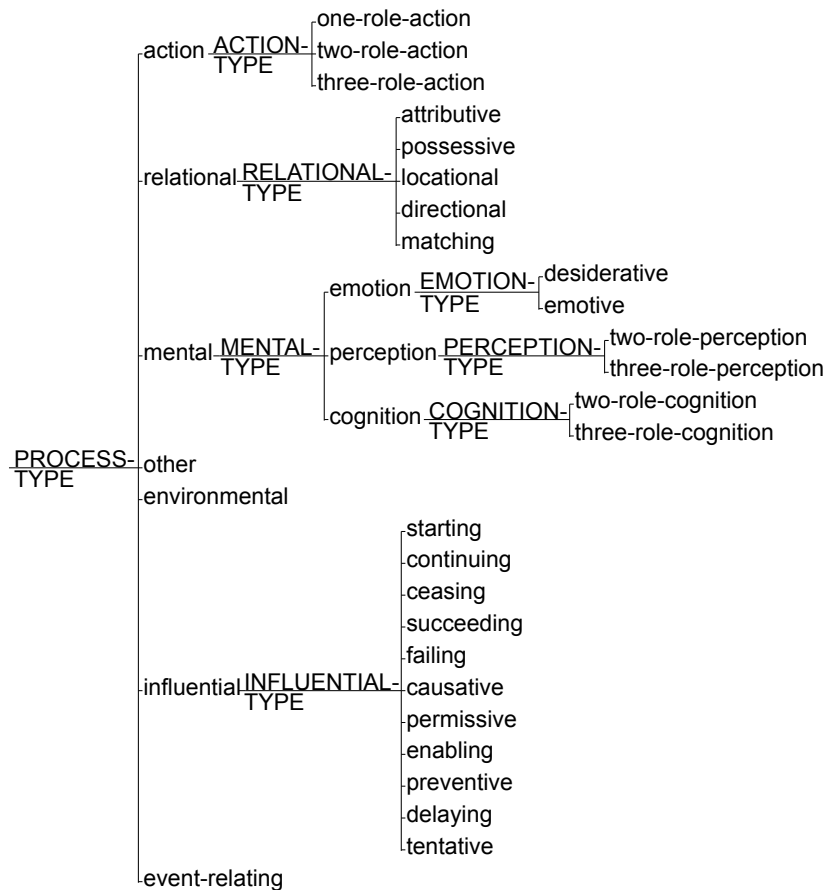 one-role-action
action ACTION- two-role-action
TYPE
three-role-action
attributive
possessive
relational RELATIONAL- locational
TYPE
directional
matching
desiderative
emotion EMOTION-
TYPE emotive
two-role-perception
mental MENTAL- perception PERCEPTION-
TYPE TYPE three-role-perception
two-role-cognition
cognition COGNITION-
TYPE three-role-cognition
PROCESS- other
TYPE
environmental
starting
continuing
ceasing
succeeding
failing
influential INFLUENTIAL- causative
TYPE
permissive
enabling
preventive
delaying
tentative
event-relating